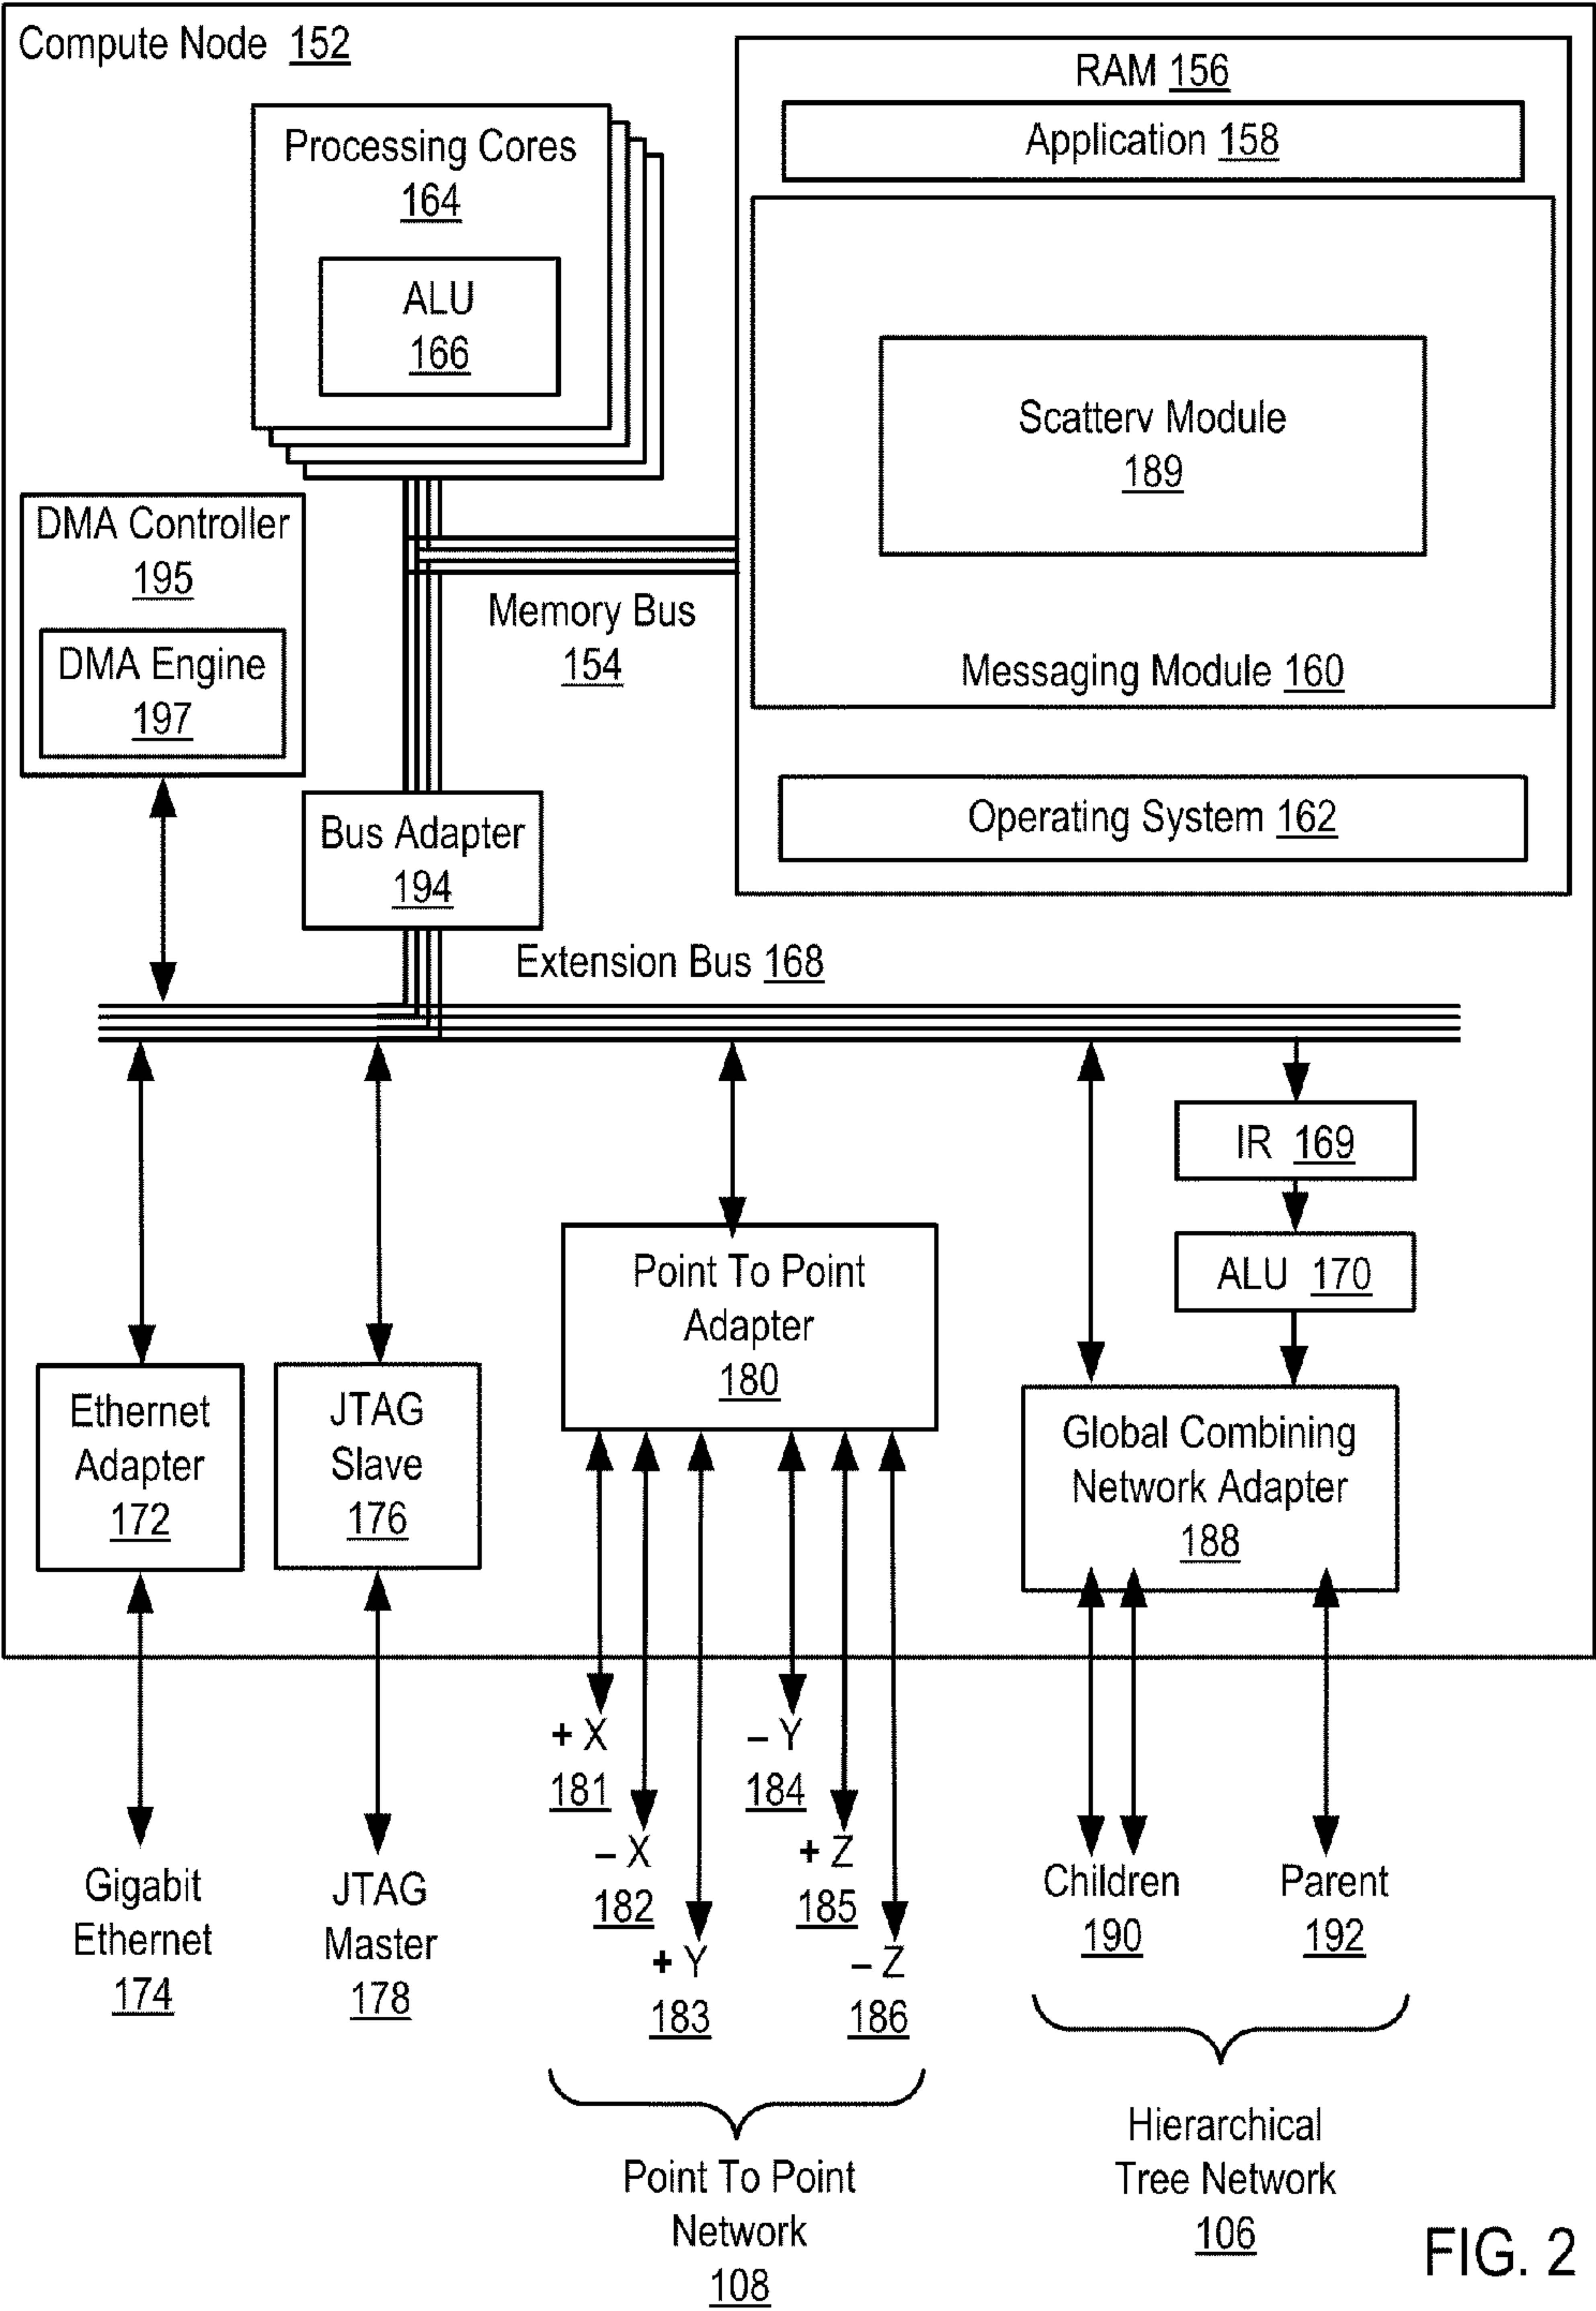 Compute Node 152
RAM 156
Application 158
Processing Cores
164
ALU
166
Scatterv Module
189
Messaging Module 160
Operating System 162
DMA Controller
195
DMA Engine
197
Memory Bus
154
Bus Adapter
194
Extension Bus 168
IR 169
ALU 170
Point To Point
Adapter
180
Ethernet
Adapter
172
JTAG
Slave
176
Global Combining
Network Adapter
188
+ X
181
– X
182
+ Y
183
– Y
184
+ Z
185
– Z
186
Gigabit
Ethernet
174
JTAG
Master
178
Children
190
Parent
192
Point To Point
Network
108
Hierarchical
Tree Network
106
FIG. 2